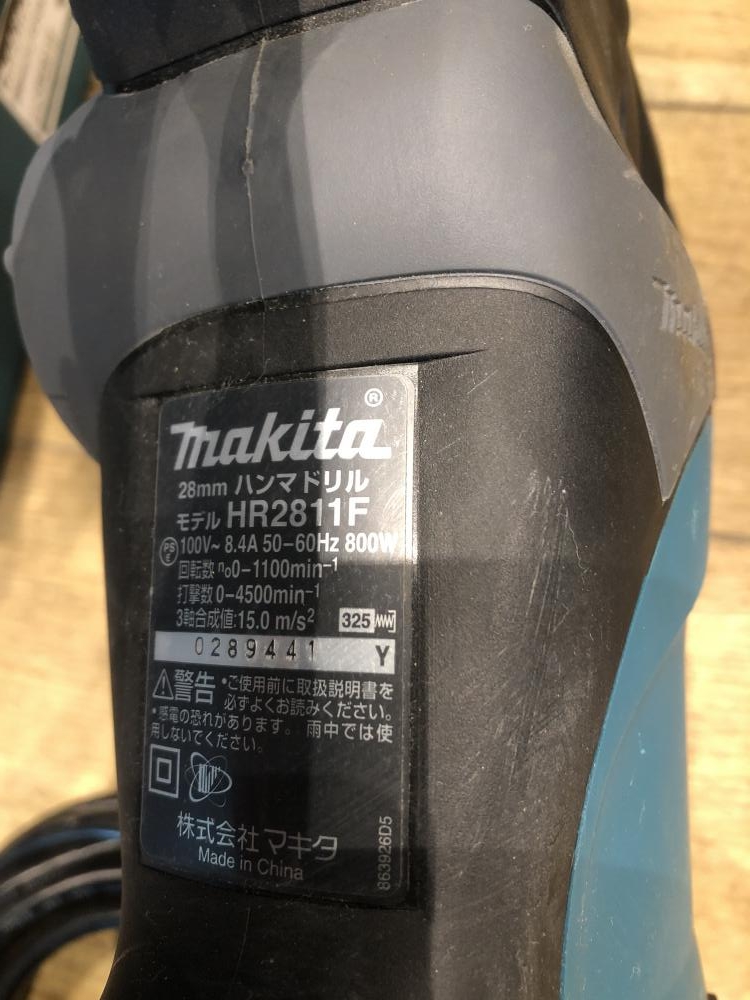 makita®
28mm ハンマドリル
モデル HR2811F
PS E
100V~ 8.4A 50-60Hz 800W
回転数 n₀0-1100min⁻¹
打撃数 0-4500min⁻¹
3軸合成値:15.0 m/s² 325
0289441 Y
警告 •ご使用前に取扱説明書を
必ずよくお読みください。
•感電の恐れがあります。雨中では使
用しないでください。
株式会社マキタ
Made in China
863926D5